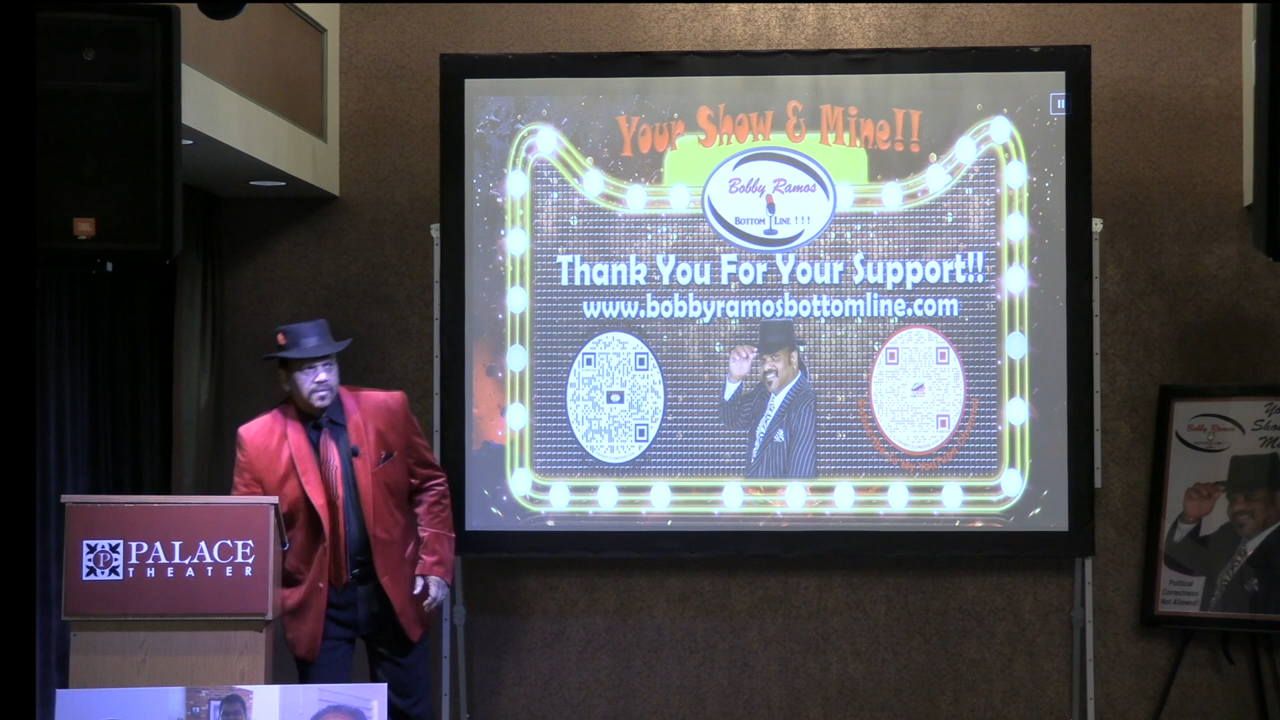 Your Show & Mine!!
Bobby Ramos
BOTTOM LINE !!!
Thank You For Your Support!!
www.bobbyramosbottomline.com
P PALACE
THEATER
JBL
Bobby Ramos
Political
Correctness
Not Allowed!